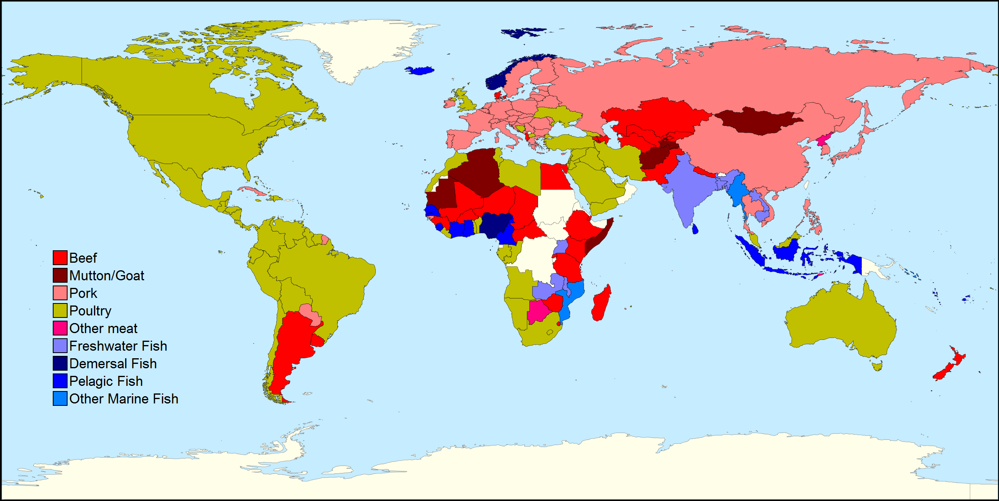 Beef
Mutton/Goat
Pork
Poultry
Other meat
Freshwater Fish
Demersal Fish
Pelagic Fish
Other Marine Fish